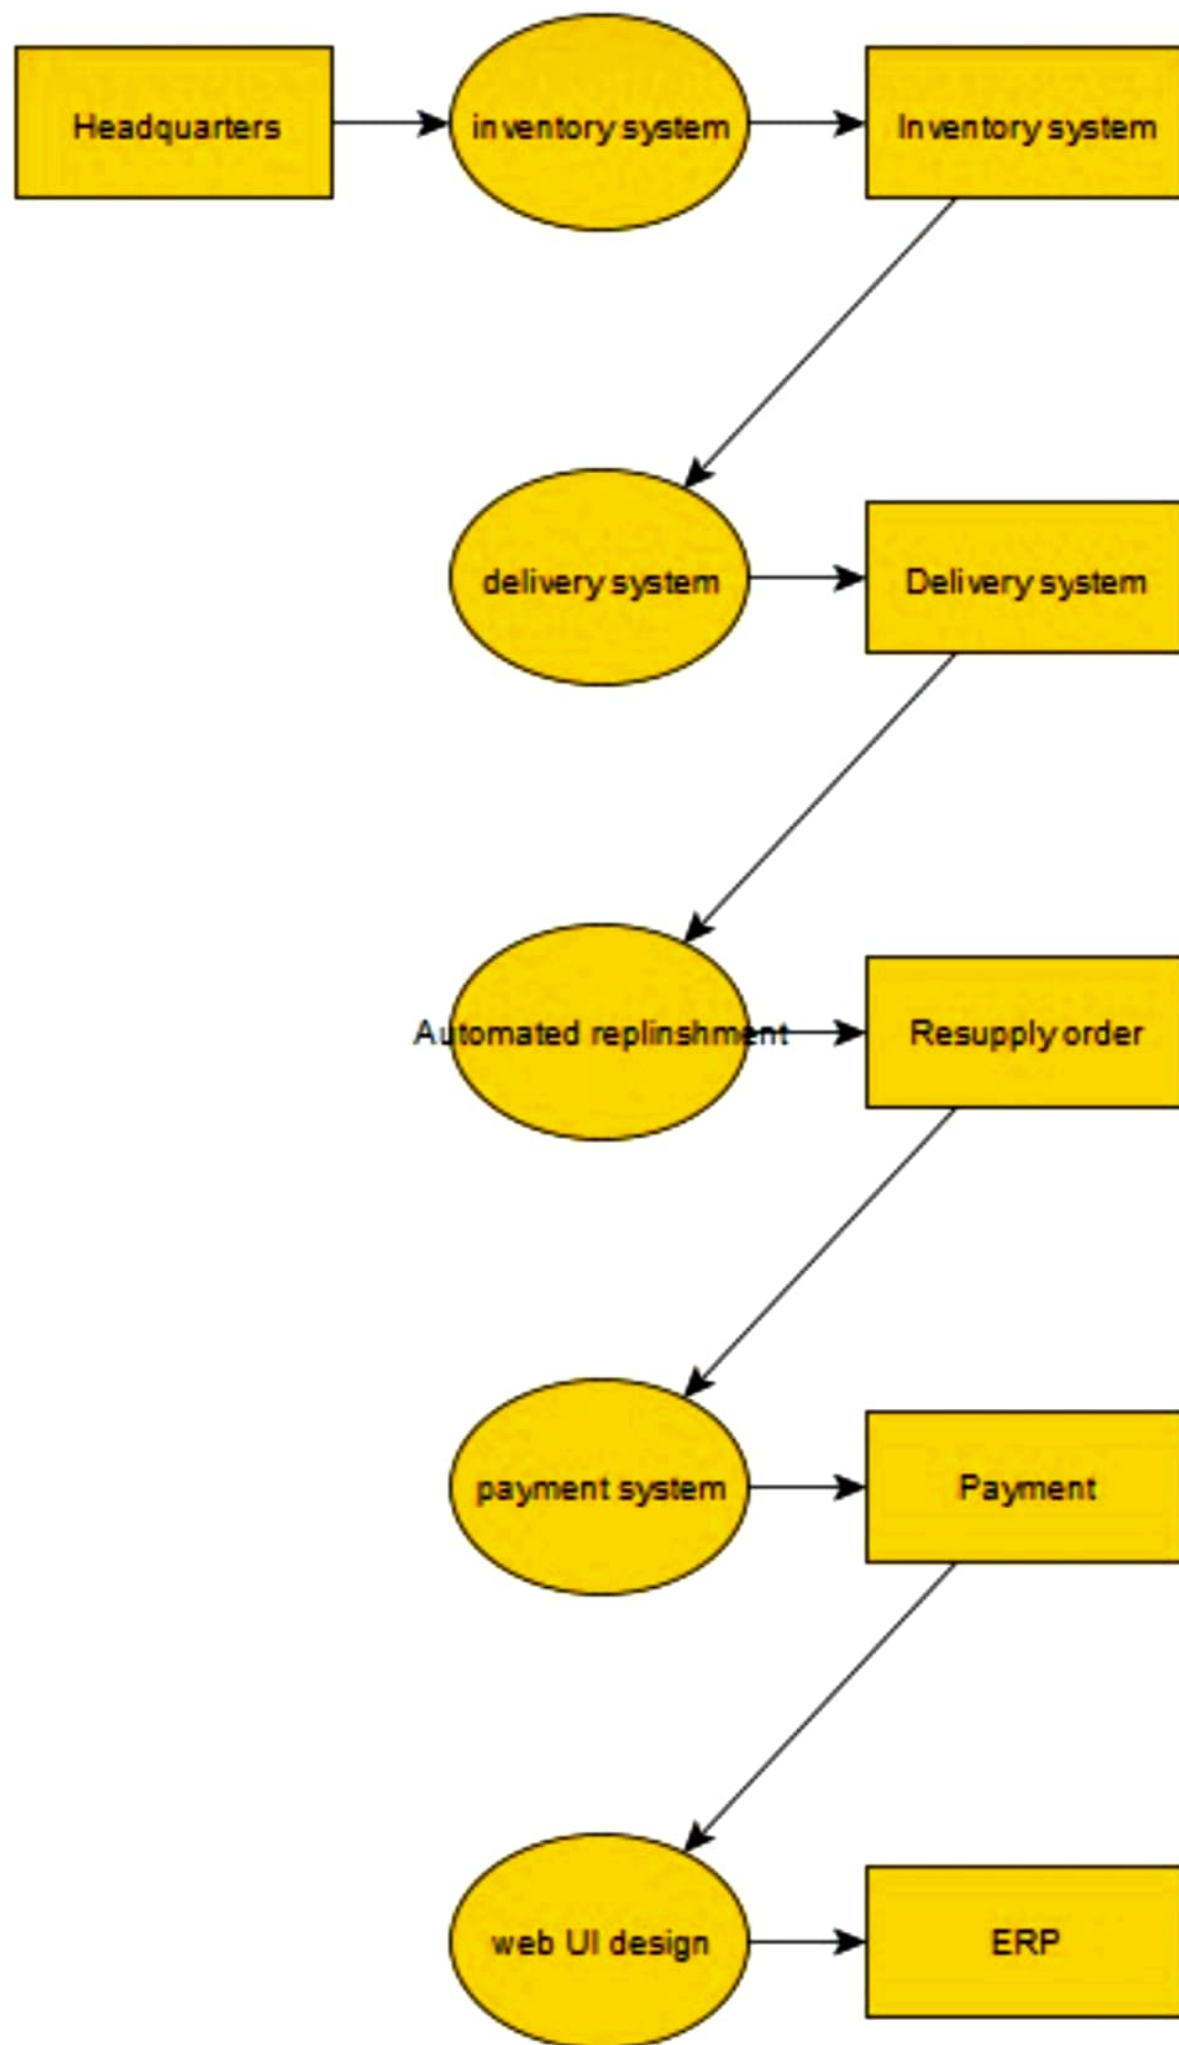 Headquarters
inventory system
Inventory system
delivery system
Delivery system
Automated replinshment
Resupply order
payment system
Payment
web UI design
ERP